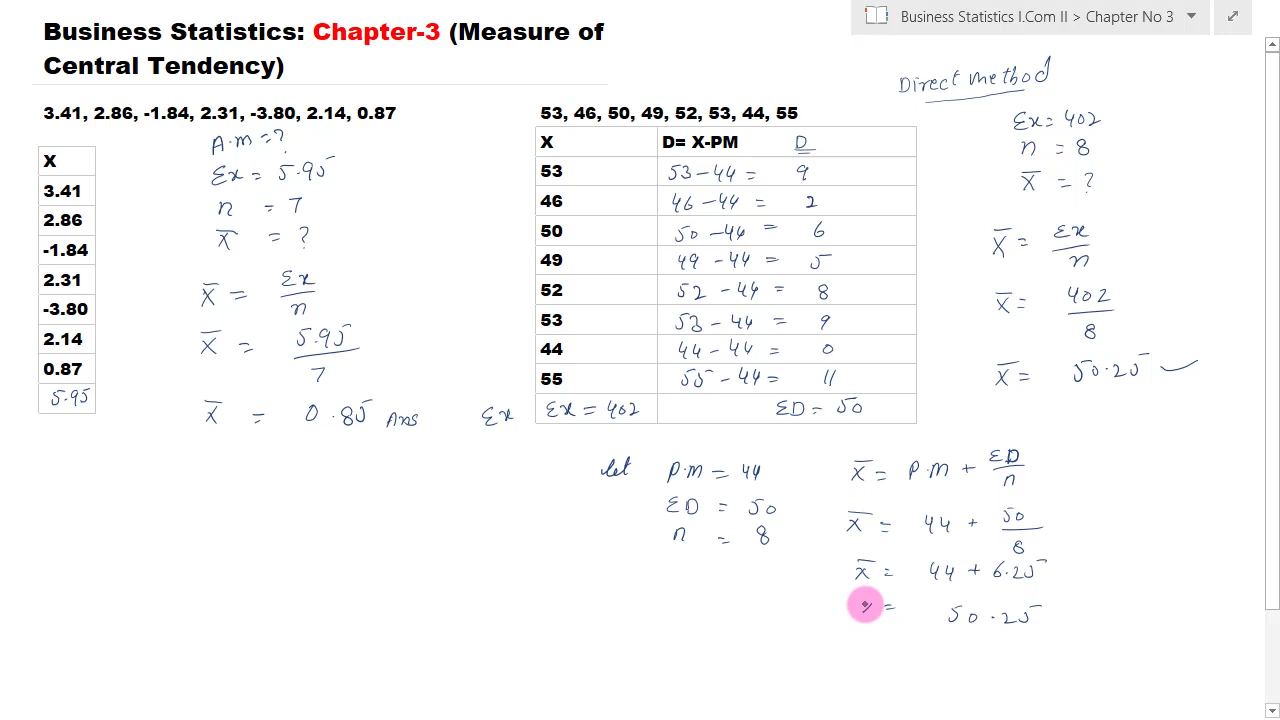 Business Statistics I.Com II > Chapter No 3
Business Statistics: Chapter-3 (Measure of
Central Tendency)
3.41, 2.86, -1.84, 2.31, -3.80, 2.14, 0.87
X
3.41
2.86
-1.84
2.31
-3.80
2.14
0.87
5.95
A.M = ?
Σx = 5.95
n = 7
X̅ = ?
X̅ = Σx / n
X̅ = 5.95 / 7
X̅ = 0.85 Ans
Σx
53, 46, 50, 49, 52, 53, 44, 55
X D= X-PM D
53 53-44 = 9
46 46-44 = 2
50 50-44 = 6
49 49-44 = 5
52 52-44 = 8
53 53-44 = 9
44 44-44 = 0
55 55-44 = 11
Σx = 402 ΣD = 50
let P.M = 44
ΣD = 50
n = 8
X̅ = P.M + ΣD / n
X̅ = 44 + 50 / 8
X̅ = 44 + 6.25
= 50.25
Direct method
Σx = 402
n = 8
X̅ = ?
X̅ = Σx / n
X̅ = 402 / 8
X̅ = 50.25